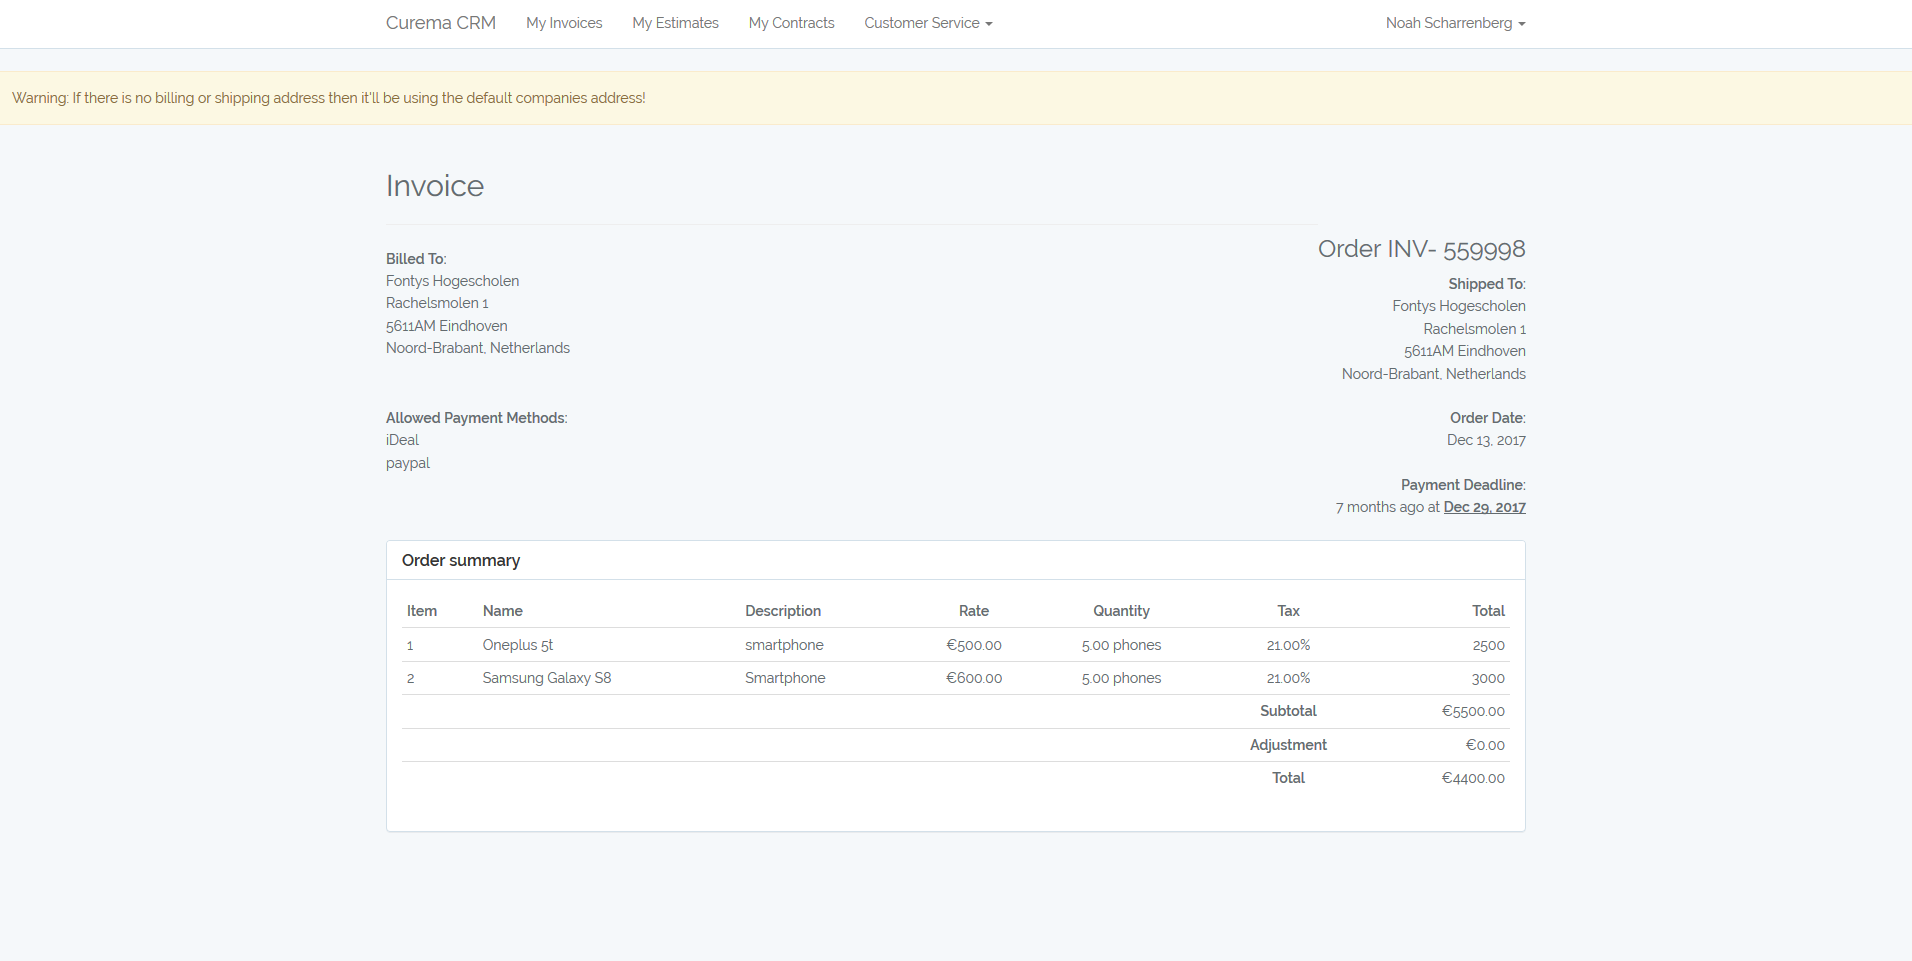 Curema CRM My Invoices My Estimates My Contracts Customer Service Noah Scharrenberg
Warning: If there is no billing or shipping address then it'll be using the default companies address!
Invoice
Order INV- 559998
Billed To:
Fontys Hogescholen
Rachelsmolen 1
5611AM Eindhoven
Noord-Brabant, Netherlands
Shipped To:
Fontys Hogescholen
Rachelsmolen 1
5611AM Eindhoven
Noord-Brabant, Netherlands
Allowed Payment Methods:
iDeal
paypal
Order Date:
Dec 13, 2017
Payment Deadline:
7 months ago at Dec 29, 2017
Order summary
Item Name Description Rate Quantity Tax Total
1 Oneplus 5t smartphone €500.00 5.00 phones 21.00% 2500
2 Samsung Galaxy S8 Smartphone €600.00 5.00 phones 21.00% 3000
Subtotal €5500.00
Adjustment €0.00
Total €4400.00